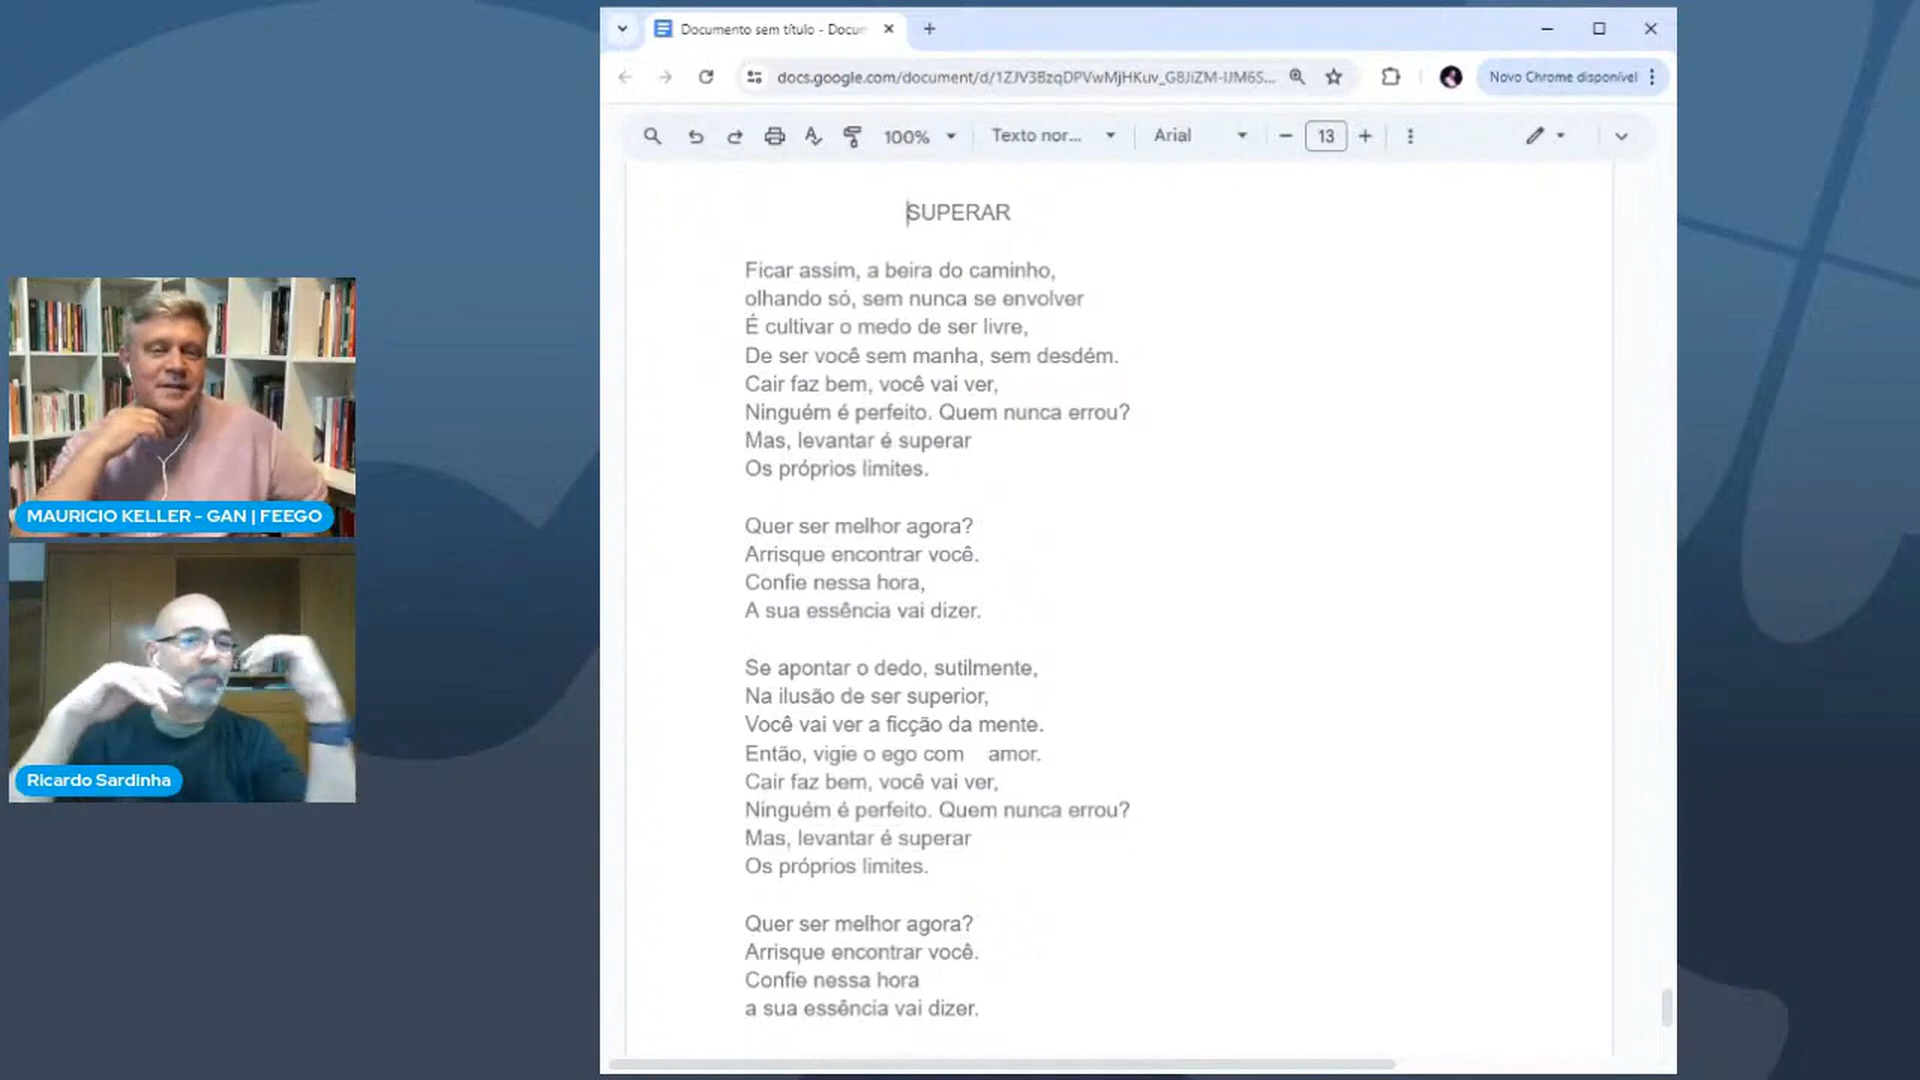 Documento sem título - Docu
docs.google.com/document/d/1ZJV3BzqDPVwMjHKuv_G8JiZM-IJM6S...
Novo Chrome disponível
100%
Texto nor...
Arial
13
SUPERAR
Ficar assim, a beira do caminho,
olhando só, sem nunca se envolver
É cultivar o medo de ser livre,
De ser você sem manha, sem desdém.
Cair faz bem, você vai ver,
Ninguém é perfeito. Quem nunca errou?
Mas, levantar é superar
Os próprios limites.
Quer ser melhor agora?
Arrisque encontrar você.
Confie nessa hora,
A sua essência vai dizer.
Se apontar o dedo, sutilmente,
Na ilusão de ser superior,
Você vai ver a ficção da mente.
Então, vigie o ego com amor.
Cair faz bem, você vai ver,
Ninguém é perfeito. Quem nunca errou?
Mas, levantar é superar
Os próprios limites.
Quer ser melhor agora?
Arrisque encontrar você.
Confie nessa hora
a sua essência vai dizer.
MAURICIO KELLER - GAN | FEEGO
Ricardo Sardinha